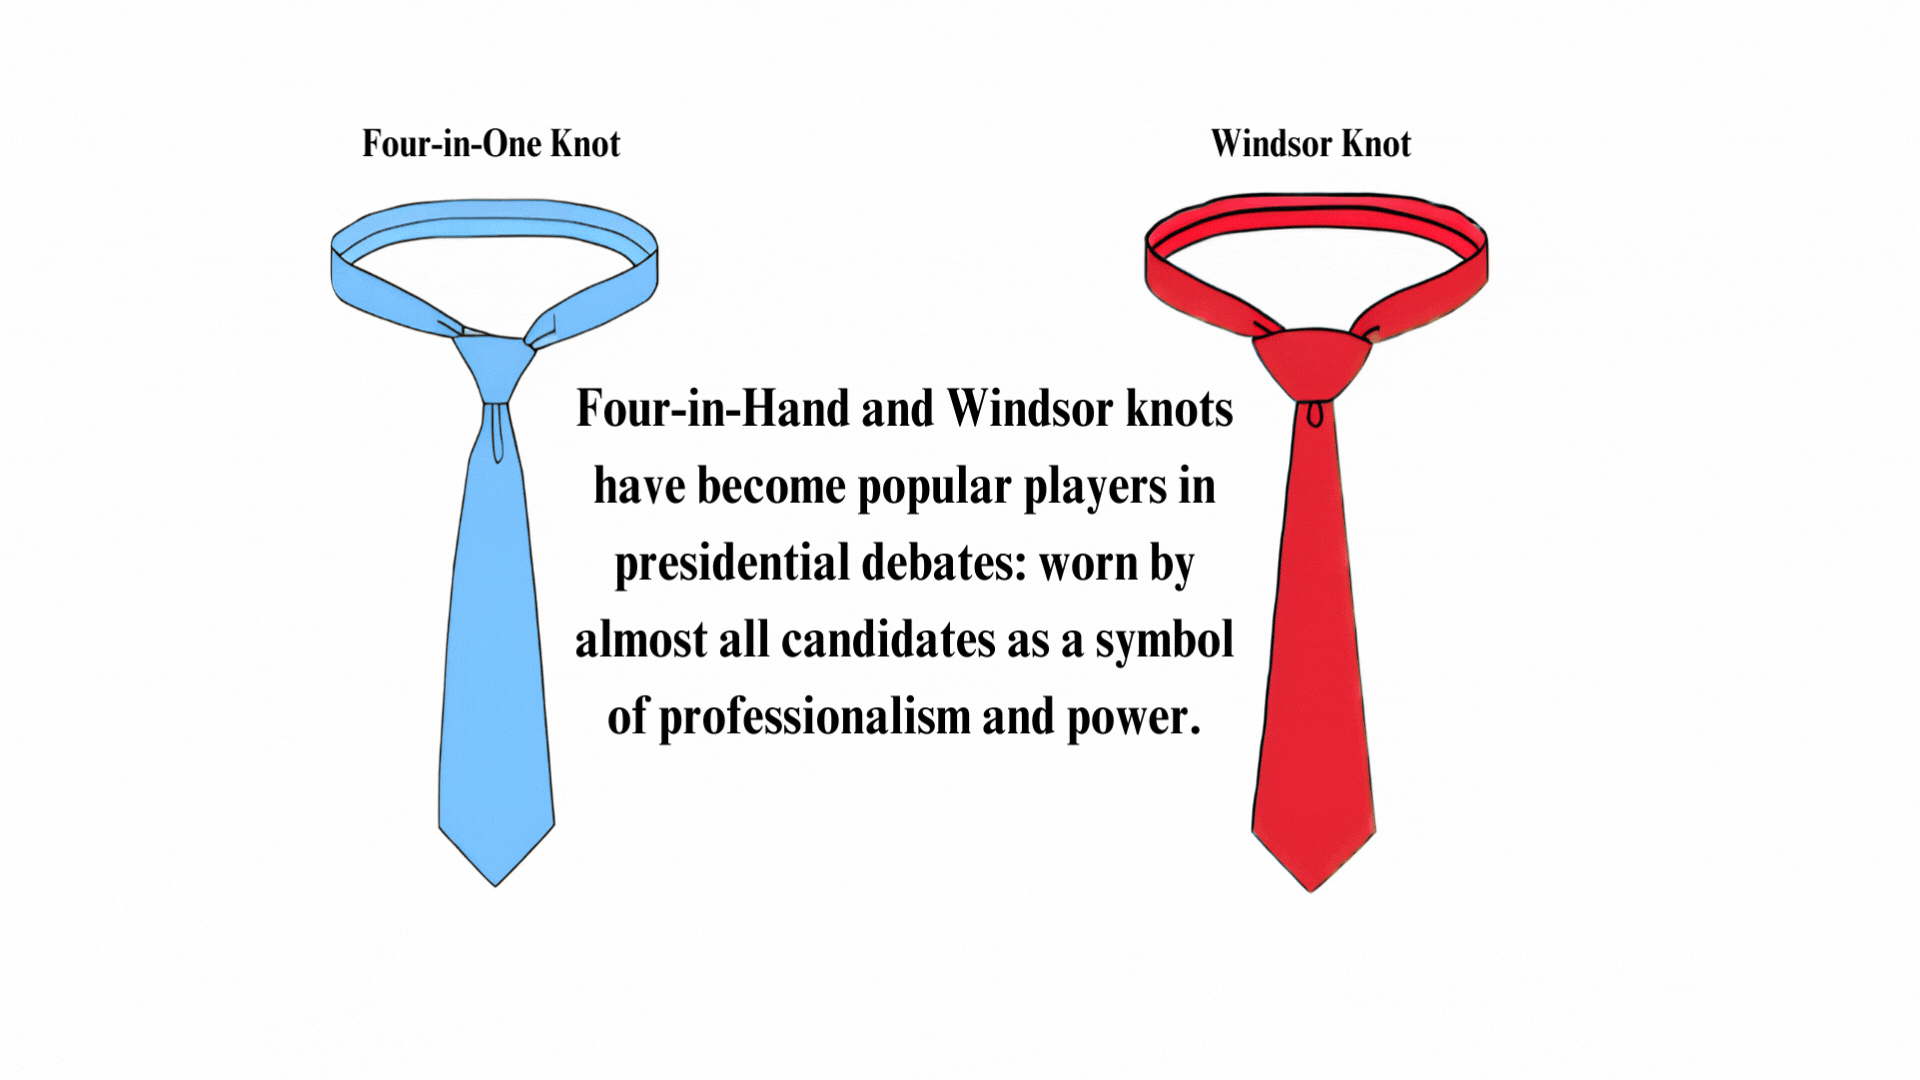 Four-in-One Knot
Windsor Knot
Four-in-Hand and Windsor knots
have become popular players in
presidential debates: worn by
almost all candidates as a symbol
of professionalism and power.